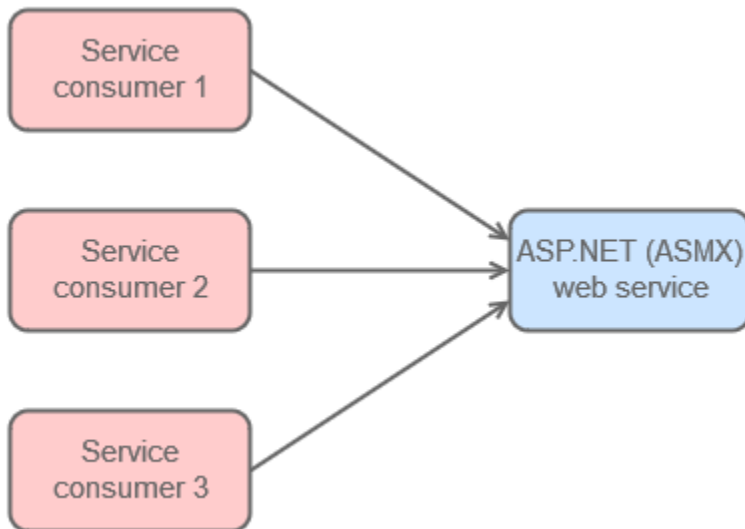 Service
consumer 1
Service
consumer 2
ASP.NET (ASMX)
web service
Service
consumer 3